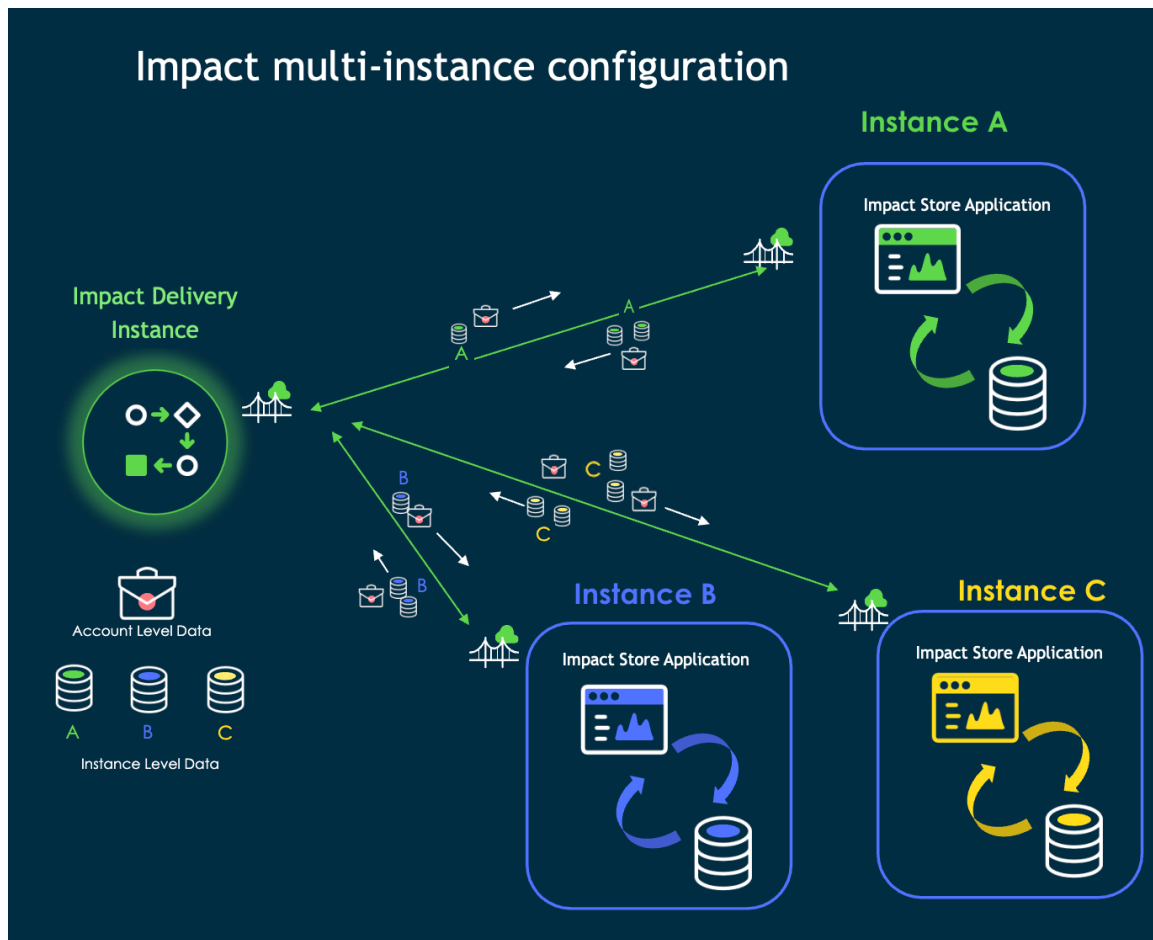 Impact multi-instance configuration
Instance A
Impact Store Application
Impact Delivery
Instance
A
A
B
C
C
B
Instance B
Instance C
Impact Store Application
Impact Store Application
Account Level Data
A
B
C
Instance Level Data